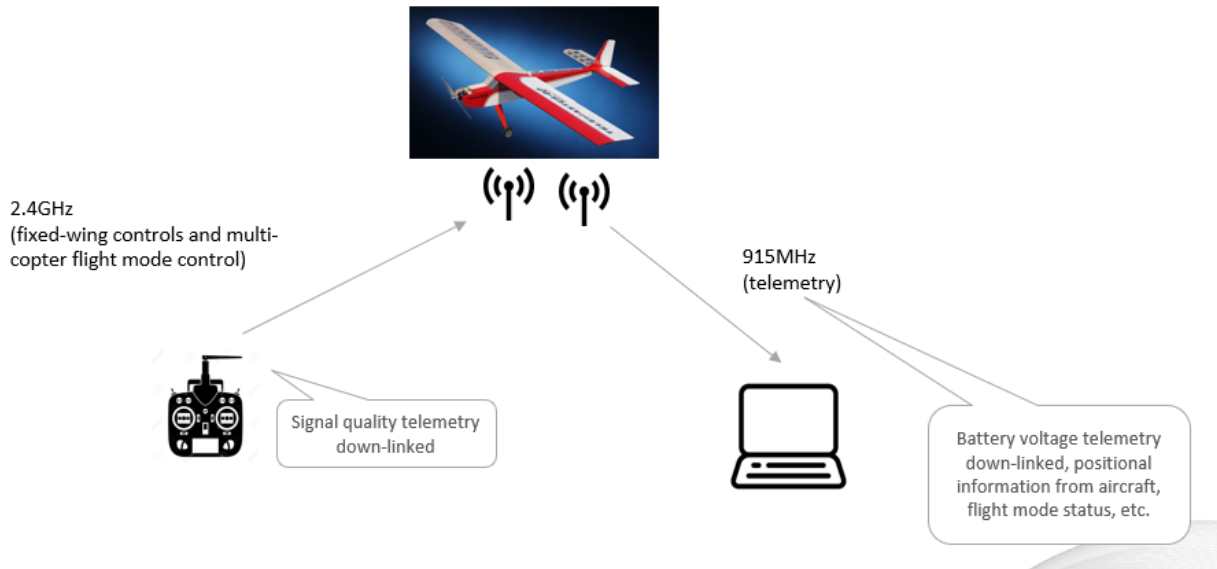 2.4GHz
(fixed-wing controls and multi-
copter flight mode control)
915MHz
(telemetry)
Signal quality telemetry
down-linked
Battery voltage telemetry
down-linked, positional
information from aircraft,
flight mode status, etc.